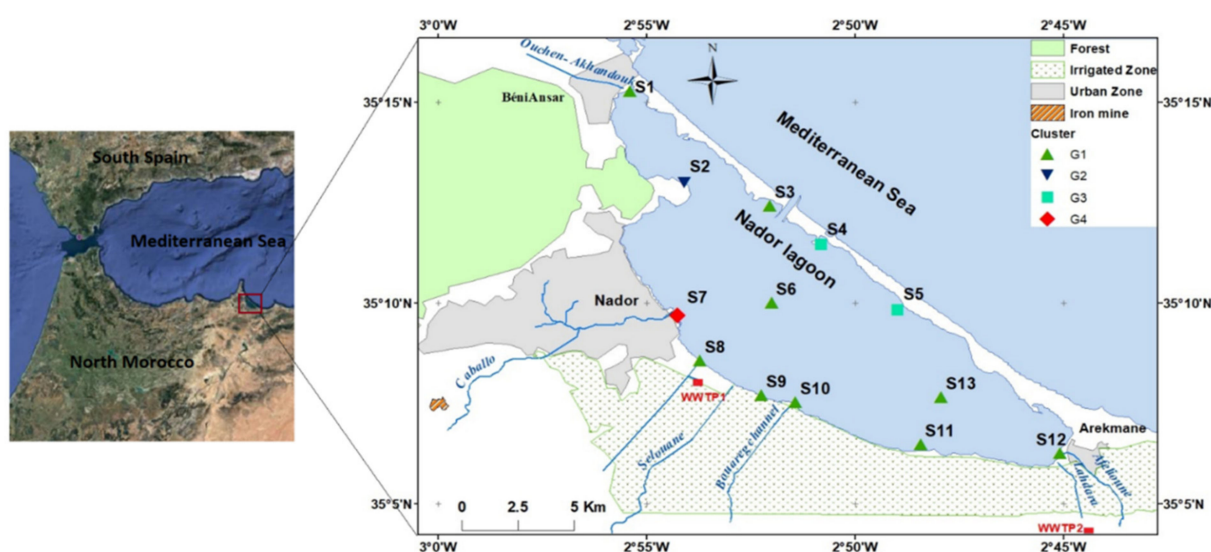 South Spain
Mediterranean Sea
North Morocco
3°0'W
2°55'W
2°50'W
2°45'W
35°15'N
35°10'N
35°5'N
35°15'N
35°10'N
35°5'N
3°0'W
2°55'W
2°50'W
2°45'W
N
Ouchen- Akhandouk
BéniAnsar
S1
S2
S3
S4
S5
S6
S7
S8
S9
S10
S11
S12
S13
Mediterranean Sea
Nador lagoon
Nador
Caballo
WWTP1
Selouane
Bouareg channel
Arekmane
Lahdara
Afelioune
WWTP2
0 2.5 5 Km
Forest
Irrigated Zone
Urban Zone
Iron mine
Cluster
G1
G2
G3
G4